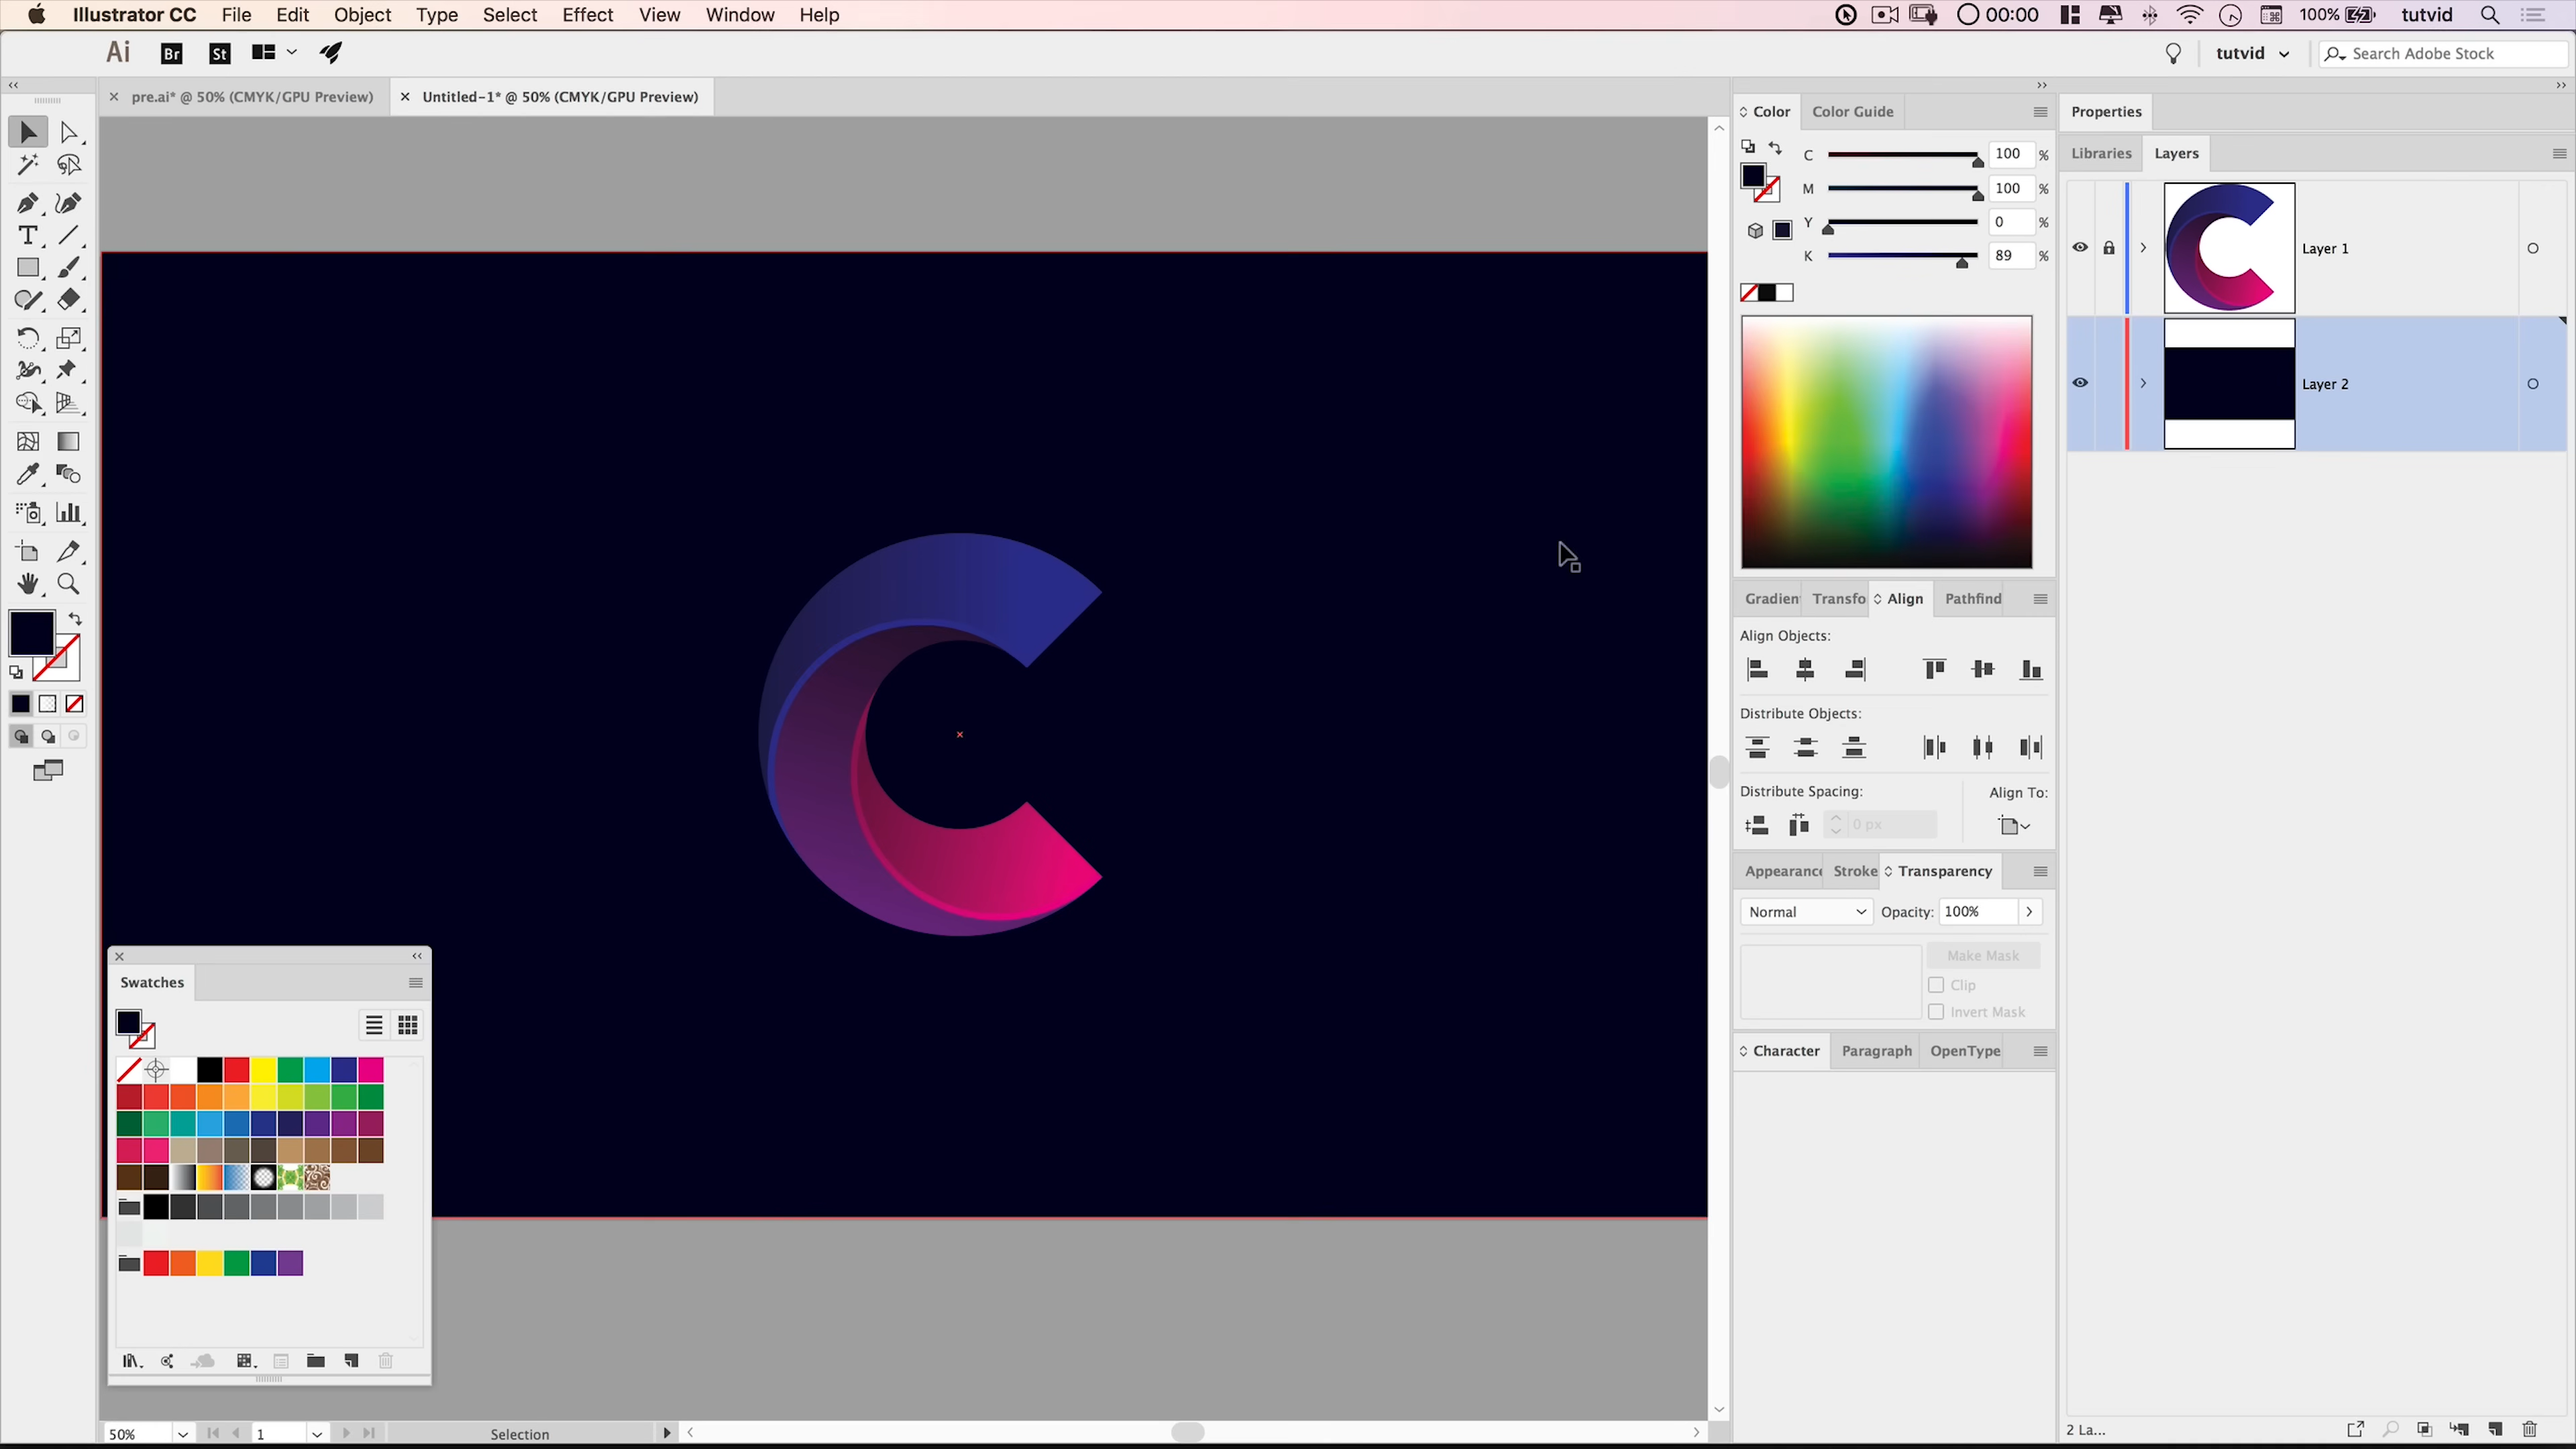 Illustrator CC File Edit Object Type Select Effect View Window Help 00:00 100% tutvid
Ai Br St tutvid Search Adobe Stock
pre.ai* @ 50% (CMYK/GPU Preview) Untitled-1* @ 50% (CMYK/GPU Preview)
Color Color Guide
C 100 %
M 100 %
Y 0 %
K 89 %
Gradien Transfo Align Pathfind
Align Objects:
Distribute Objects:
Distribute Spacing: Align To:
0 px
Appearanc Stroke Transparency
Normal Opacity: 100%
Make Mask
Clip
Invert Mask
Character Paragraph OpenType
Properties
Libraries Layers
Layer 1
Layer 2
2 La...
Swatches
50% 1 Selection